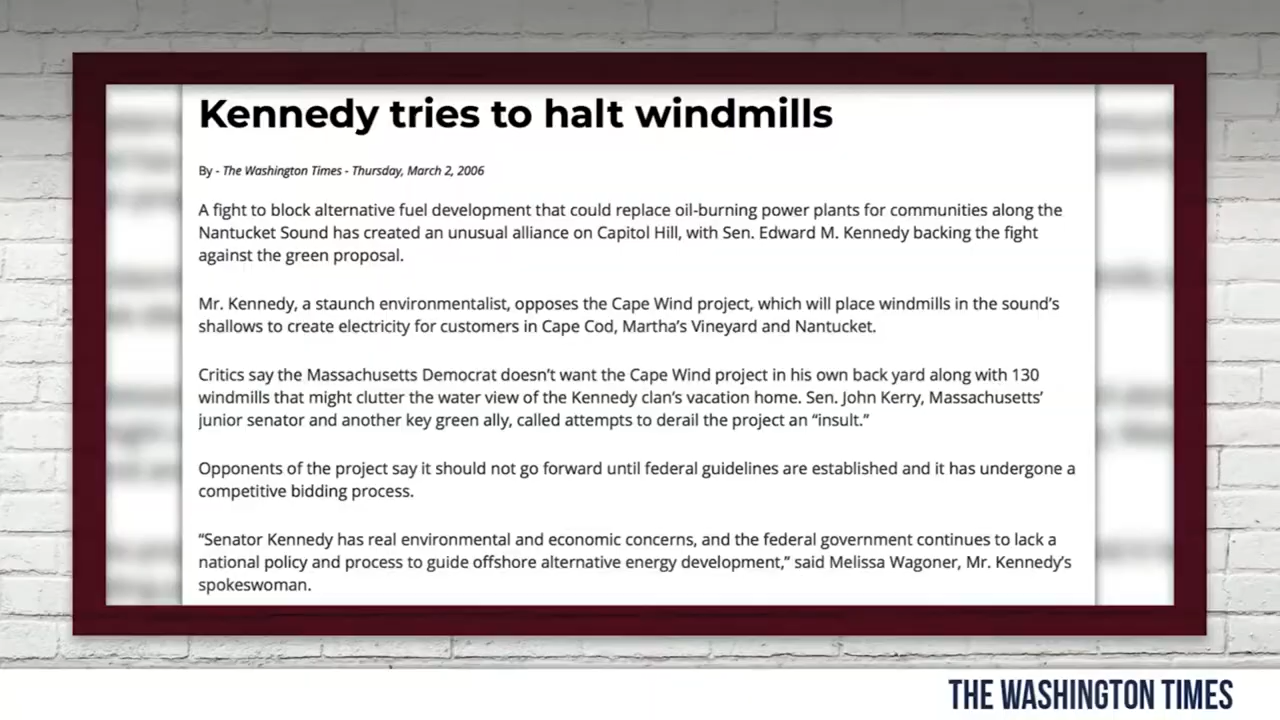 Kennedy tries to halt windmills
By - The Washington Times - Thursday, March 2, 2006
A fight to block alternative fuel development that could replace oil-burning power plants for communities along the
Nantucket Sound has created an unusual alliance on Capitol Hill, with Sen. Edward M. Kennedy backing the fight
against the green proposal.
Mr. Kennedy, a staunch environmentalist, opposes the Cape Wind project, which will place windmills in the sound’s
shallows to create electricity for customers in Cape Cod, Martha’s Vineyard and Nantucket.
Critics say the Massachusetts Democrat doesn’t want the Cape Wind project in his own back yard along with 130
windmills that might clutter the water view of the Kennedy clan’s vacation home. Sen. John Kerry, Massachusetts’
junior senator and another key green ally, called attempts to derail the project an “insult.”
Opponents of the project say it should not go forward until federal guidelines are established and it has undergone a
competitive bidding process.
“Senator Kennedy has real environmental and economic concerns, and the federal government continues to lack a
national policy and process to guide offshore alternative energy development,” said Melissa Wagoner, Mr. Kennedy’s
spokeswoman.
THE WASHINGTON TIMES